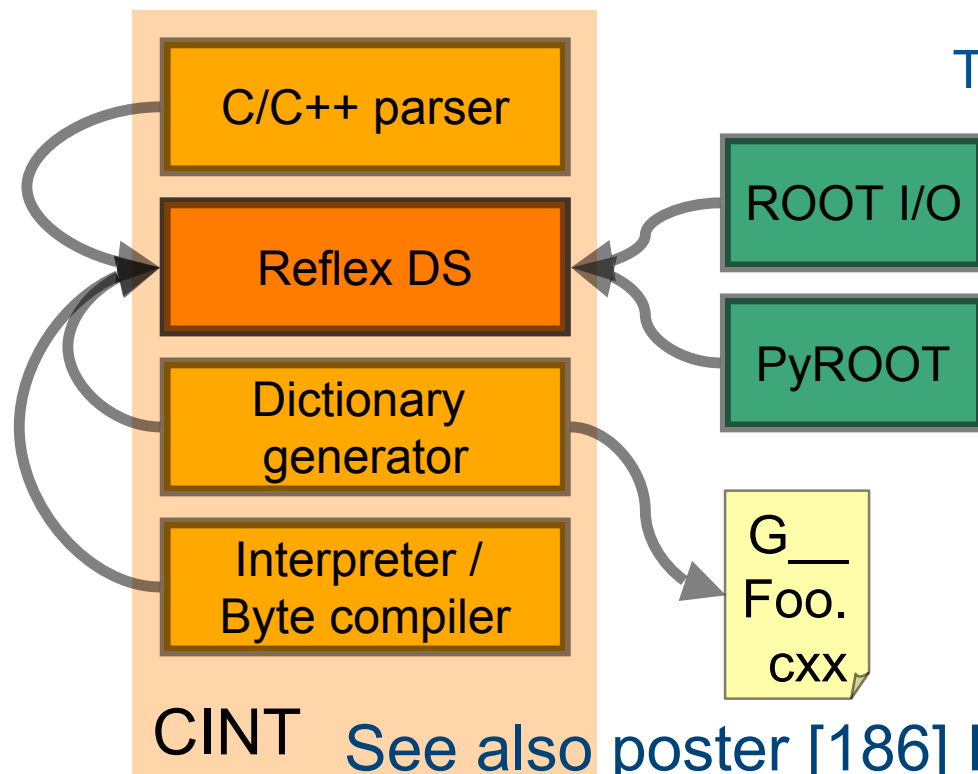 T
C/C++ parser
ROOT I/O
Reflex DS
PyROOT
Dictionary
generator
G__
Foo.
cxx
Interpreter /
Byte compiler
CINT
See also poster [186]